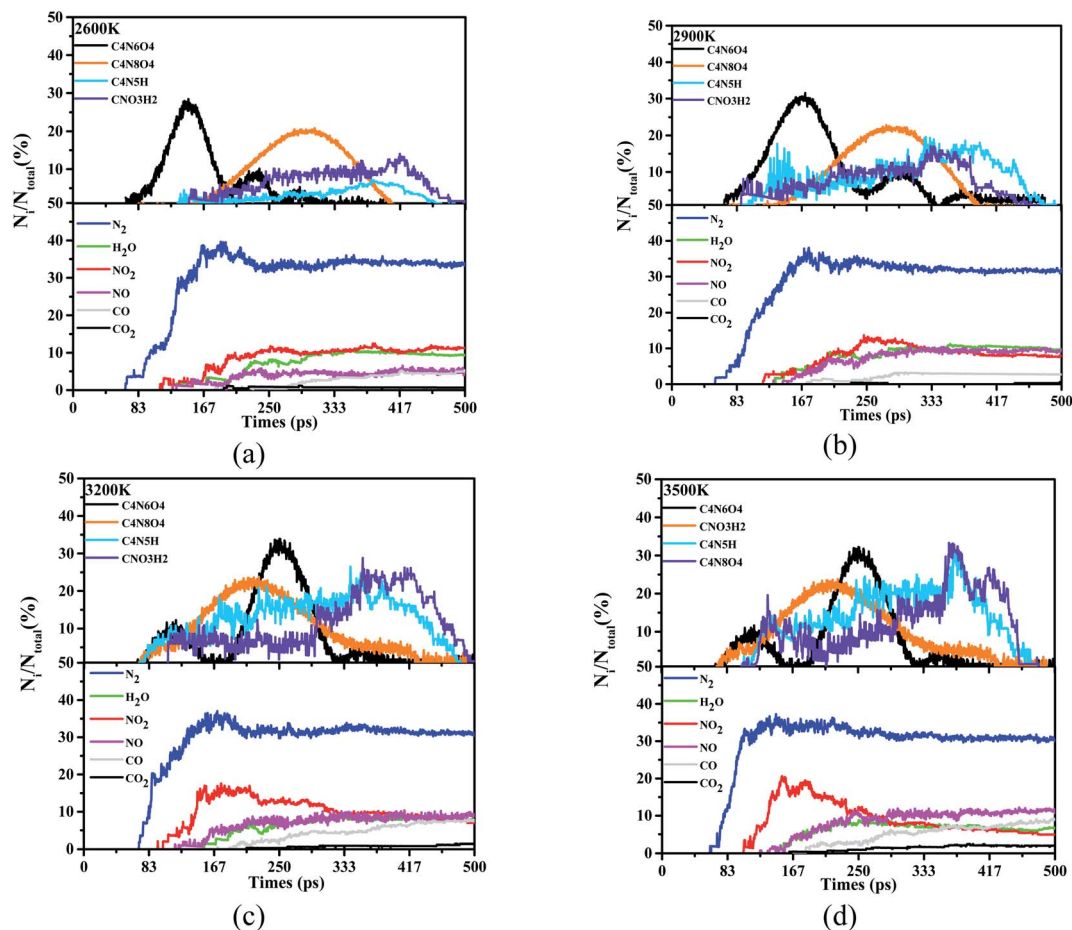 2600K
C4N6O4
C4N8O4
C4N5H
CNO3H2
50
40
30
20
10
50
40
30
20
10
0
N2
H2O
NO2
NO
CO
CO2
Ni/Ntotal(%)
0 83 167 250 333 417 500
Times (ps)
(a)
2900K
C4N6O4
C4N8O4
C4N5H
CNO3H2
50
40
30
20
10
50
40
30
20
10
0
N2
H2O
NO2
NO
CO
CO2
Ni/Ntotal(%)
0 83 167 250 333 417 500
Times (ps)
(b)
3200K
C4N6O4
C4N8O4
C4N5H
CNO3H2
50
40
30
20
10
50
40
30
20
10
0
N2
H2O
NO2
NO
CO
CO2
Ni/Ntotal(%)
0 83 167 250 333 417 500
Times (ps)
(c)
3500K
C4N6O4
CNO3H2
C4N5H
C4N8O4
50
40
30
20
10
50
40
30
20
10
0
N2
H2O
NO2
NO
CO
CO2
Ni/Ntotal(%)
0 83 167 250 333 417 500
Times (ps)
(d)